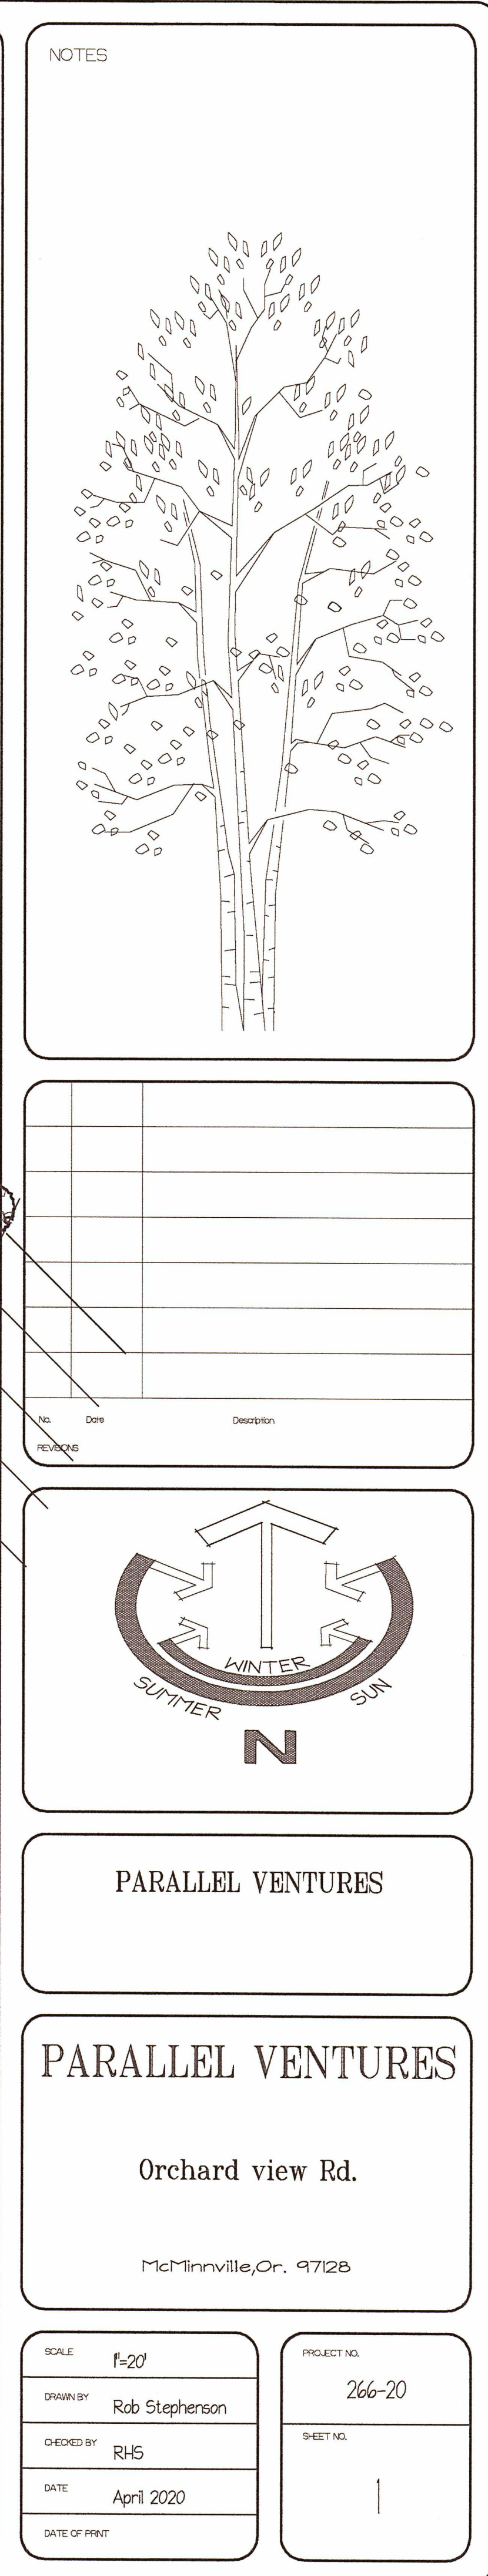 NOTES
No. Date Description
REVISIONS
WINTER
SUMMER SUN
N
PARALLEL VENTURES
PARALLEL VENTURES
Orchard view Rd.
McMinnville,Or. 97128
SCALE 1"=20'
DRAWN BY Rob Stephenson
CHECKED BY RHS
DATE April 2020
DATE OF PRINT
PROJECT NO.
266-20
SHEET NO.
1